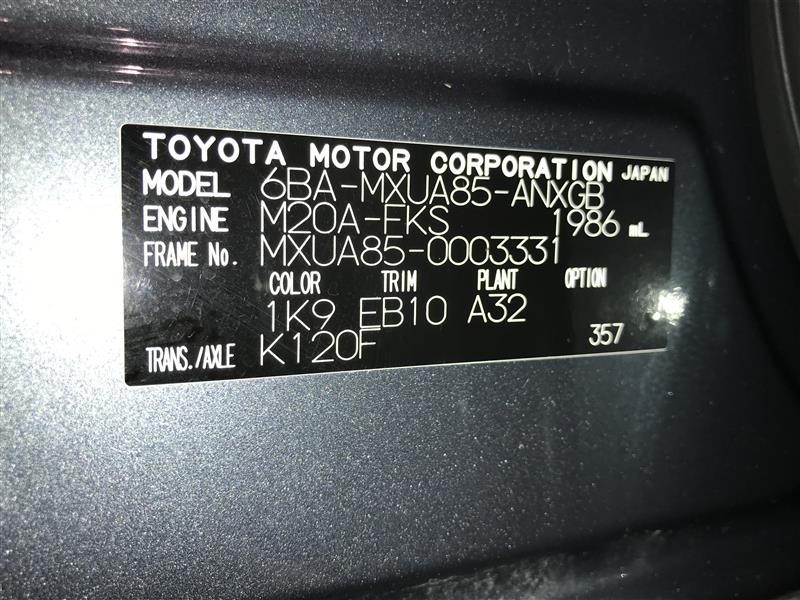 TOYOTA MOTOR CORPORATION JAPAN
MODEL 6BA-MXUA85-ANXGB
ENGINE M20A-FKS 1986 mL
FRAME No. MXUA85-0003331
COLOR TRIM PLANT OPTION
1K9 EB10 A32
TRANS./AXLE K120F 357